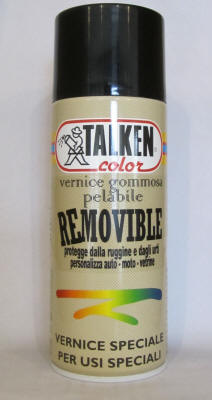 TALKEN
color
vernice gommosa
pelabile
REMOVIBLE
protegge dalla ruggine e dagli urti
personalizza auto - moto - vetrine
VERNICE SPECIALE
PER USI SPECIALI